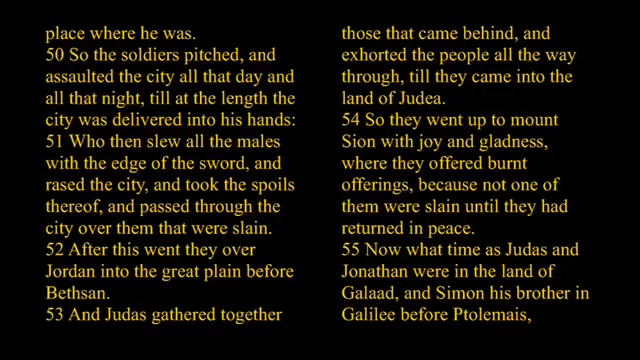 place where he was.
50 So the soldiers pitched, and
assaulted the city all that day and
all that night, till at the length the
city was delivered into his hands:
51 Who then slew all the males
with the edge of the sword, and
rased the city, and took the spoils
thereof, and passed through the
city over them that were slain.
52 After this went they over
Jordan into the great plain before
Bethsan.
53 And Judas gathered together
those that came behind, and
exhorted the people all the way
through, till they came into the
land of Judea.
54 So they went up to mount
Sion with joy and gladness,
where they offered burnt
offerings, because not one of
them were slain until they had
returned in peace.
55 Now what time as Judas and
Jonathan were in the land of
Galaad, and Simon his brother in
Galilee before Ptolemais,